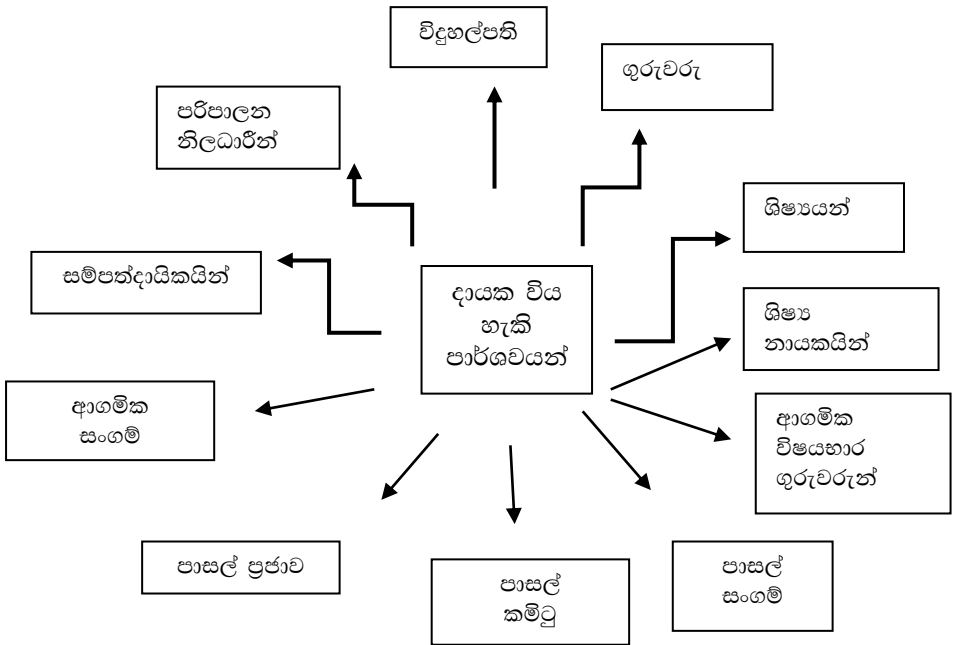 විදුහල්පති
ගුරුවරු
පරිපාලන
නිලධාරීන්
ශිෂ්‍යයන්
සම්පත්දායිකයින්
දායක විය
හැකි
පාර්ශවයන්
ශිෂ්‍ය
නායකයින්
ආගමික
සංගම්
ආගමික
විෂයභාර
ගුරුවරුන්
පාසල් ප්‍රජාව
පාසල්
කමිටු
පාසල්
සංගම්